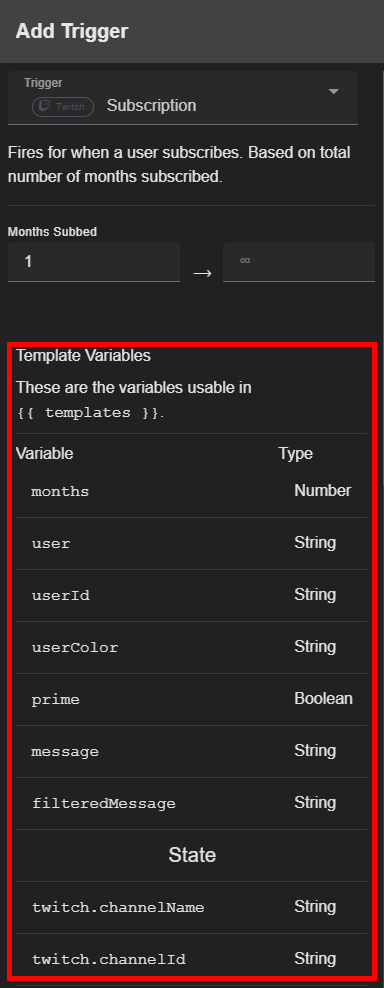 Add Trigger
Trigger
Twitch Subscription
Fires for when a user subscribes. Based on total
number of months subscribed.
Months Subbed
1 → ∞
Template Variables
These are the variables usable in
{{ templates }}.
Variable Type
months Number
user String
userId String
userColor String
prime Boolean
message String
filteredMessage String
State
twitch.channelName String
twitch.channelId String